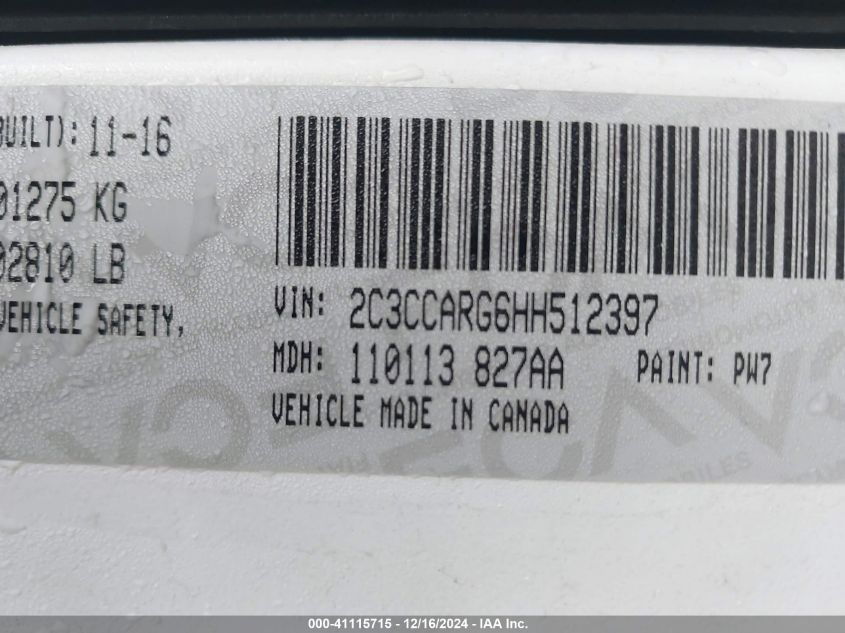 BUILT): 11-16
01275 KG
02810 LB
VEHICLE SAFETY,
VIN: 2C3CCARG6HH512397
MDH: 110113 827AA PAINT: PW7
VEHICLE MADE IN CANADA
000-41115715 - 12/16/2024 - IAA Inc.